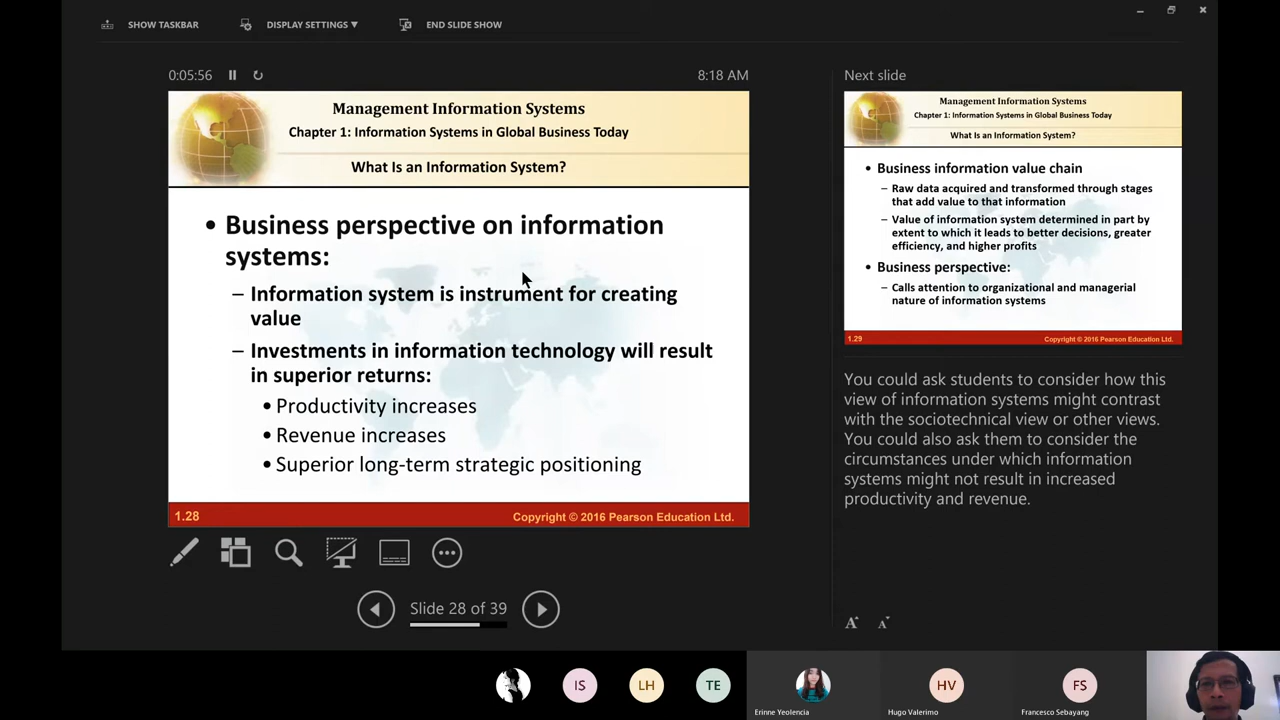 SHOW TASKBAR
DISPLAY SETTINGS ▼
END SLIDE SHOW
0:05:56
8:18 AM
Management Information Systems
Chapter 1: Information Systems in Global Business Today
What Is an Information System?
• Business perspective on information
systems:
– Information system is instrument for creating
value
– Investments in information technology will result
in superior returns:
• Productivity increases
• Revenue increases
• Superior long-term strategic positioning
1.28
Copyright © 2016 Pearson Education Ltd.
Slide 28 of 39
Next slide
Management Information Systems
Chapter 1: Information Systems in Global Business Today
What Is an Information System?
• Business information value chain
– Raw data acquired and transformed through stages
that add value to that information
– Value of information system determined in part by
extent to which it leads to better decisions, greater
efficiency, and higher profits
• Business perspective:
– Calls attention to organizational and managerial
nature of information systems
1.29
Copyright © 2016 Pearson Education Ltd.
You could ask students to consider how this
view of information systems might contrast
with the sociotechnical view or other views.
You could also ask them to consider the
circumstances under which information
systems might not result in increased
productivity and revenue.
A A
IS
LH
TE
HV
FS
Erinne Yeolencia
Hugo Valerimo
Francesco Sebayang